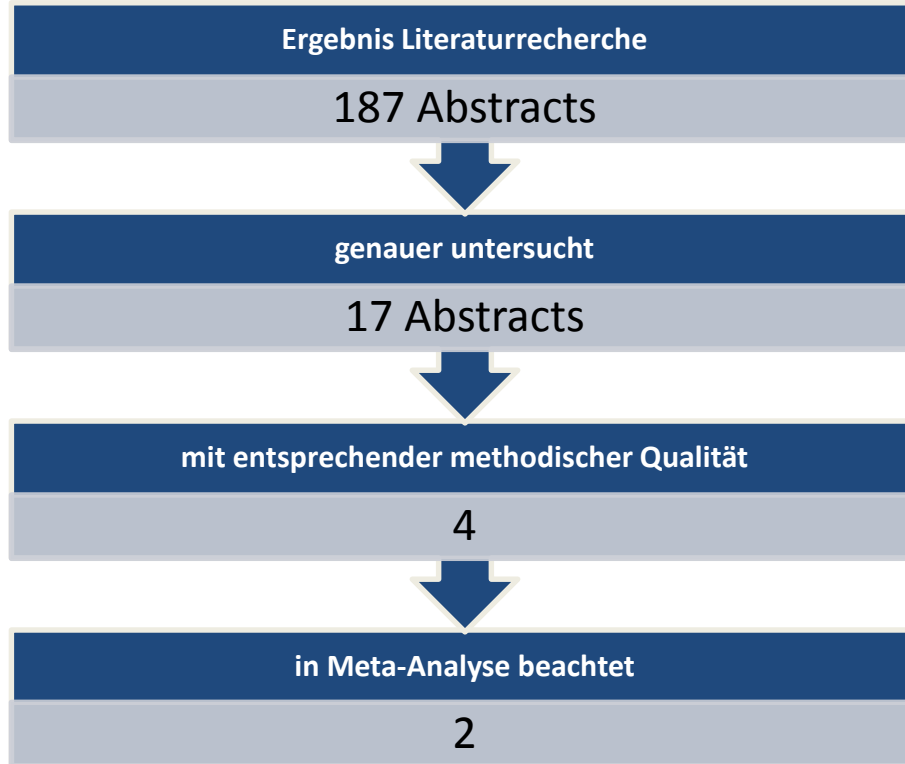 Ergebnis Literaturrecherche
187 Abstracts
genauer untersucht
17 Abstracts
mit entsprechender methodischer Qualität
4
in Meta-Analyse beachtet
2